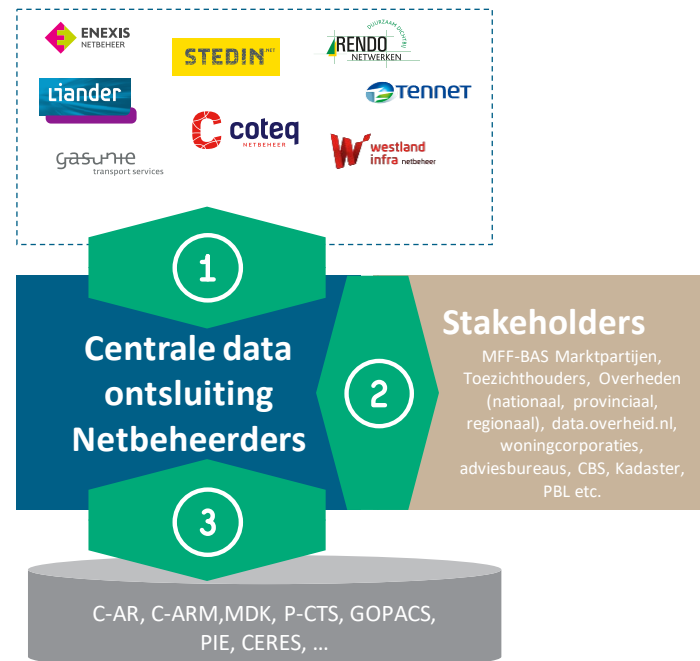 ENEXIS
NETBEHEER
STEDIN.NET
DUURZAAM DICHTBIJ
RENDO
NETWERKEN
Liander
TENNET
coteq
NETBEHEER
gasunie
transport services
westland
infra netbeheer
1
Centrale data
ontsluiting
Netbeheerders
2
Stakeholders
MFF-BAS Marktpartijen,
Toezichthouders, Overheden
(nationaal, provinciaal,
regionaal), data.overheid.nl,
woningcorporaties,
adviesbureaus, CBS, Kadaster,
PBL etc.
3
C-AR, C-ARM,MDK, P-CTS, GOPACS,
PIE, CERES, ...